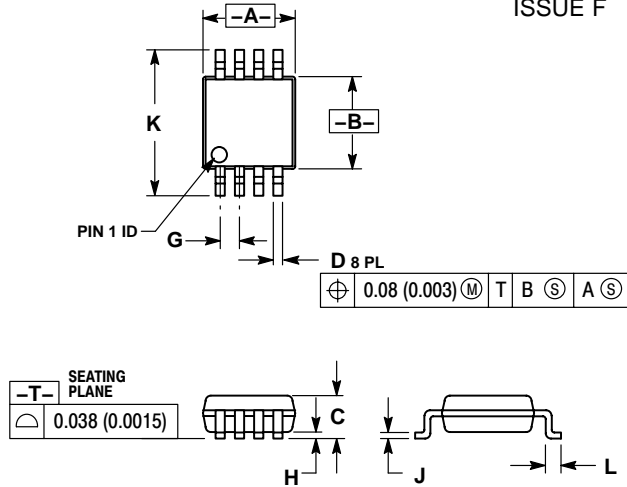 ISSUE F
–A–
–B–
K
PIN 1 ID
G
D 8 PL
⌖ 0.08 (0.003) Ⓜ T B Ⓢ A Ⓢ
–T– SEATING PLANE
⌓ 0.038 (0.0015)
C
H
J
L